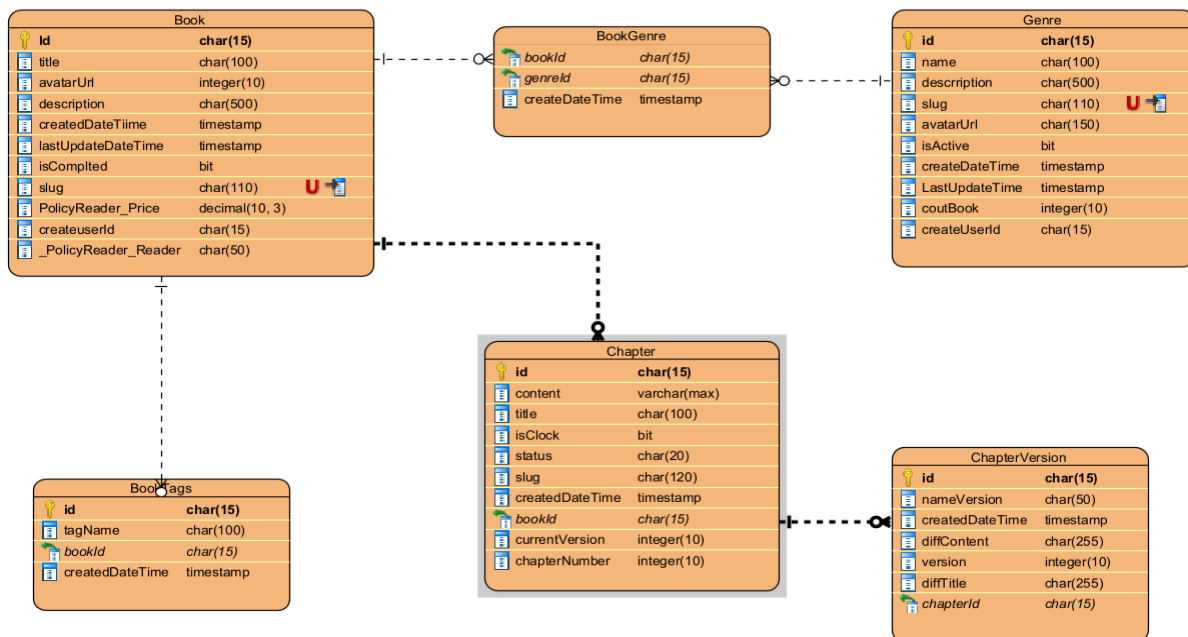 Book
Id char(15)
title char(100)
avatarUrl integer(10)
description char(500)
createdDateTiime timestamp
lastUpdateDateTime timestamp
isComplted bit
slug char(110) U
PolicyReader_Price decimal(10, 3)
createuserId char(15)
_PolicyReader_Reader char(50)
BookGenre
bookId char(15)
genreId char(15)
createDateTime timestamp
Genre
id char(15)
name char(100)
descrription char(500)
slug char(110) U
avatarUrl char(150)
isActive bit
createDateTime timestamp
LastUpdateTime timestamp
coutBook integer(10)
createUserId char(15)
Chapter
id char(15)
content varchar(max)
title char(100)
isClock bit
status char(20)
slug char(120)
createdDateTime timestamp
bookId char(15)
currentVersion integer(10)
chapterNumber integer(10)
BookTags
id char(15)
tagName char(100)
bookId char(15)
createdDateTime timestamp
ChapterVersion
id char(15)
nameVersion char(50)
createdDateTime timestamp
diffContent char(255)
version integer(10)
diffTitle char(255)
chapterId char(15)